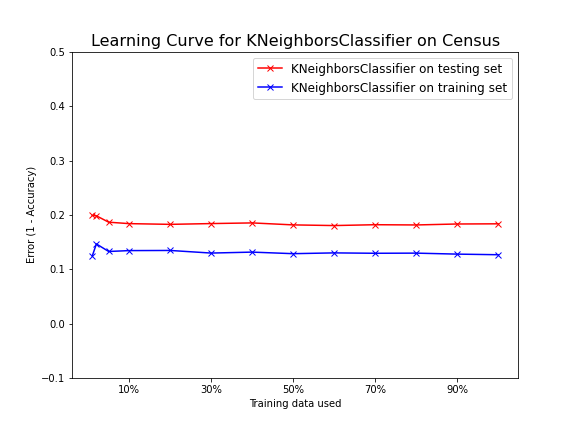 Learning Curve for KNeighborsClassifier on Census
KNeighborsClassifier on testing set
KNeighborsClassifier on training set
0.5
0.4
0.3
0.2
0.1
0.0
−0.1
Error (1 - Accuracy)
10% 30% 50% 70% 90%
Training data used